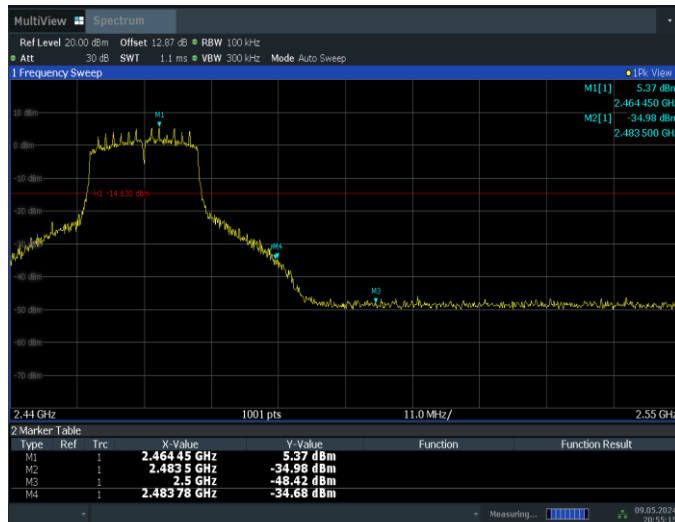 MultiView Spectrum
Ref Level 20.00 dBm Offset 12.87 dB RBW 100 kHz
Att 30 dB SWT 1.1 ms VBW 300 kHz Mode Auto Sweep
1 Frequency Sweep 1Pk View
M1[1] 5.37 dBm
2.464 450 GHz
M2[1] -34.98 dBm
2.483 500 GHz
10 dBm
M1
0 dBm
-10 dBm
H1 -14.630 dBm
-20 dBm
-30 dBm
M4
-40 dBm
M3
-50 dBm
-60 dBm
-70 dBm
2.44 GHz 1001 pts 11.0 MHz/ 2.55 GHz
2 Marker Table
Type Ref Trc X-Value Y-Value Function Function Result
M1 1 2.464 45 GHz 5.37 dBm
M2 1 2.483 5 GHz -34.98 dBm
M3 1 2.5 GHz -48.42 dBm
M4 1 2.483 78 GHz -34.68 dBm
Measuring... 09.05.2024